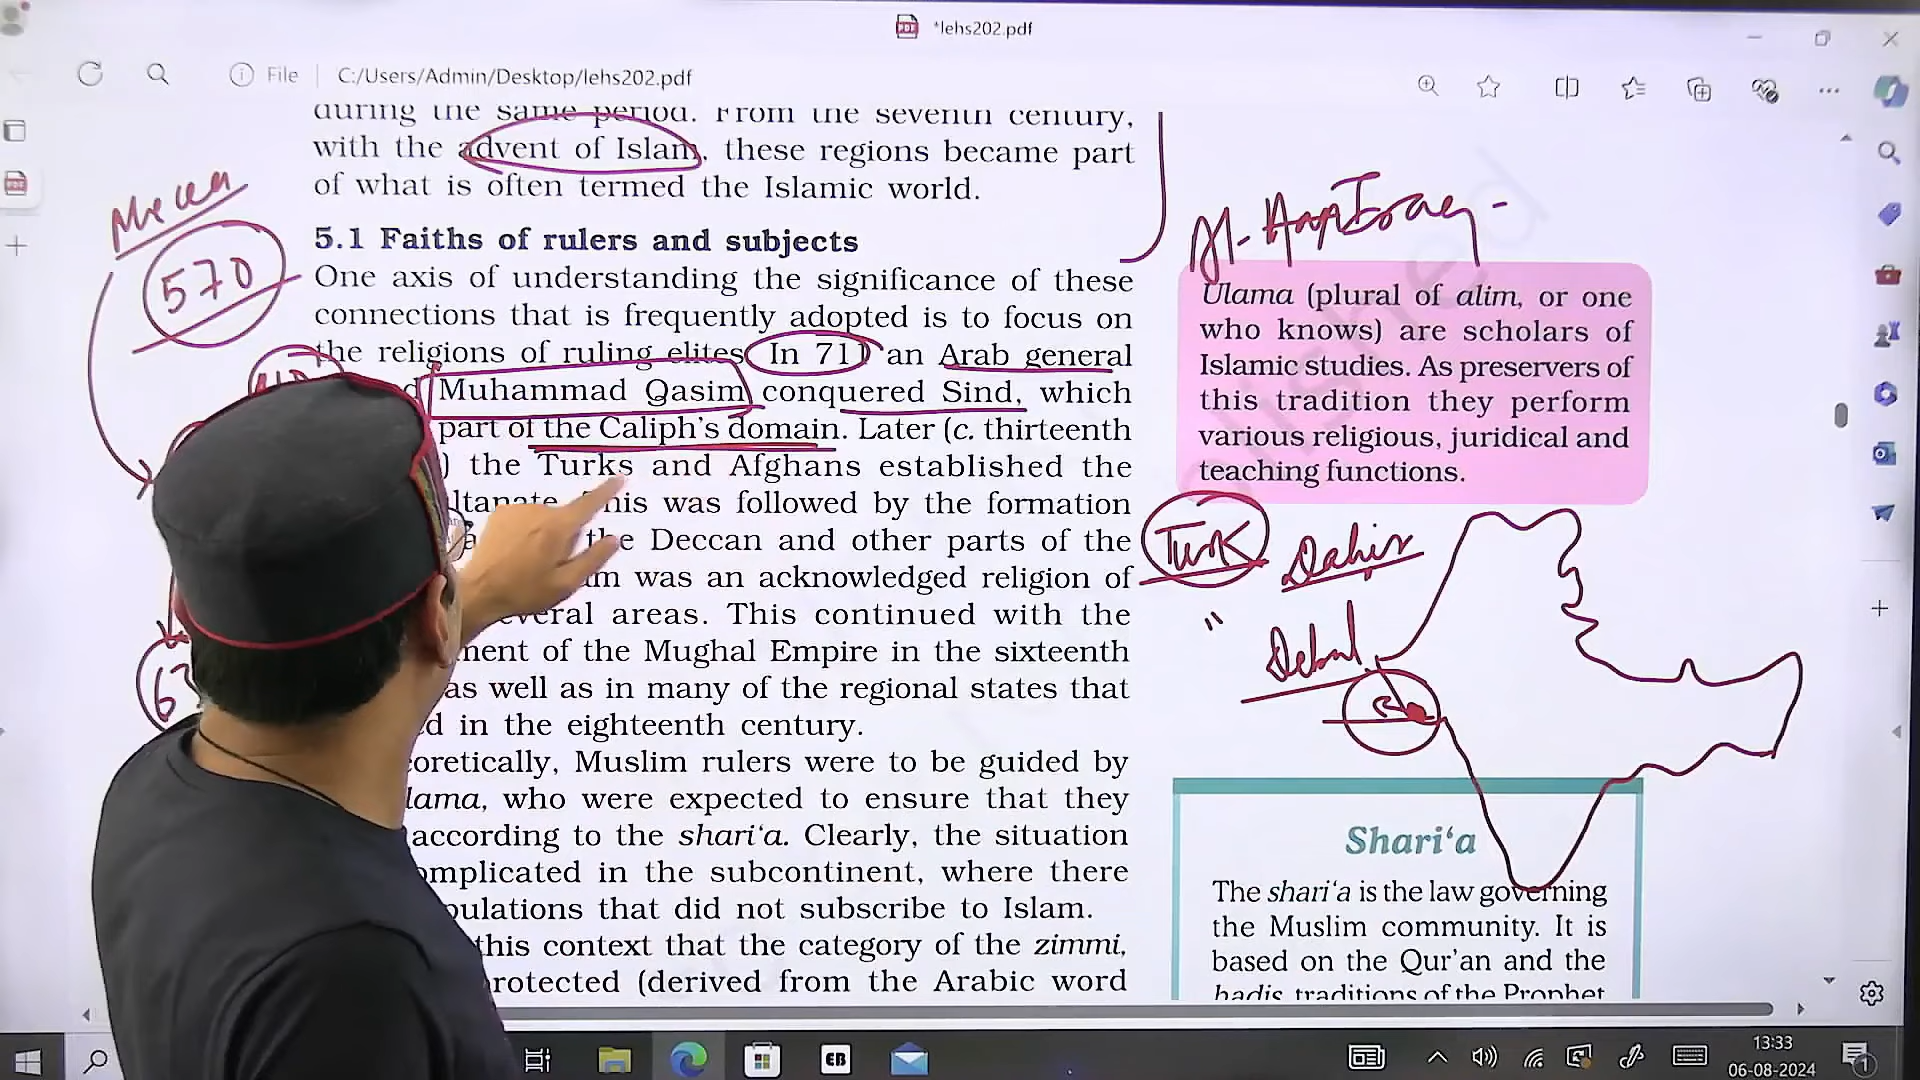 *lehs202.pdf
File
C:/Users/Admin/Desktop/lehs202.pdf
during the same period. From the seventh century,
with the advent of Islam, these regions became part
of what is often termed the Islamic world.
Mecca
570
5.1 Faiths of rulers and subjects
One axis of understanding the significance of these
connections that is frequently adopted is to focus on
the religions of ruling elites. In 711 an Arab general
Muhammad Qasim conquered Sind, which
part of the Caliph's domain. Later (c. thirteenth
) the Turks and Afghans established the
ltanate. This was followed by the formation
the Deccan and other parts of the
m was an acknowledged religion of
everal areas. This continued with the
ment of the Mughal Empire in the sixteenth
as well as in many of the regional states that
d in the eighteenth century.
eoretically, Muslim rulers were to be guided by
lama, who were expected to ensure that they
according to the shari‘a. Clearly, the situation
omplicated in the subcontinent, where there
pulations that did not subscribe to Islam.
this context that the category of the zimmi,
rotected (derived from the Arabic word
Ulama (plural of alim, or one
who knows) are scholars of
Islamic studies. As preservers of
this tradition they perform
various religious, juridical and
teaching functions.
Turk
Dahir
Debal
Shari‘a
The shari‘a is the law governing
the Muslim community. It is
based on the Qur'an and the
hadis, traditions of the Prophet
13:33
06-08-2024